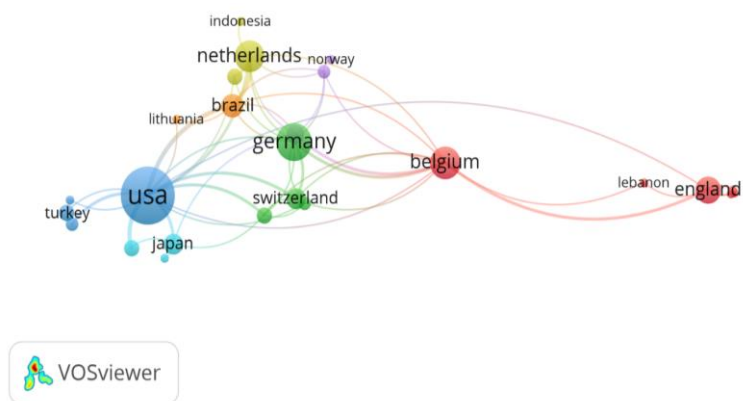 indonesia
netherlands
norway
brazil
lithuania
germany
belgium
lebanon
england
usa
switzerland
turkey
japan
VOSviewer